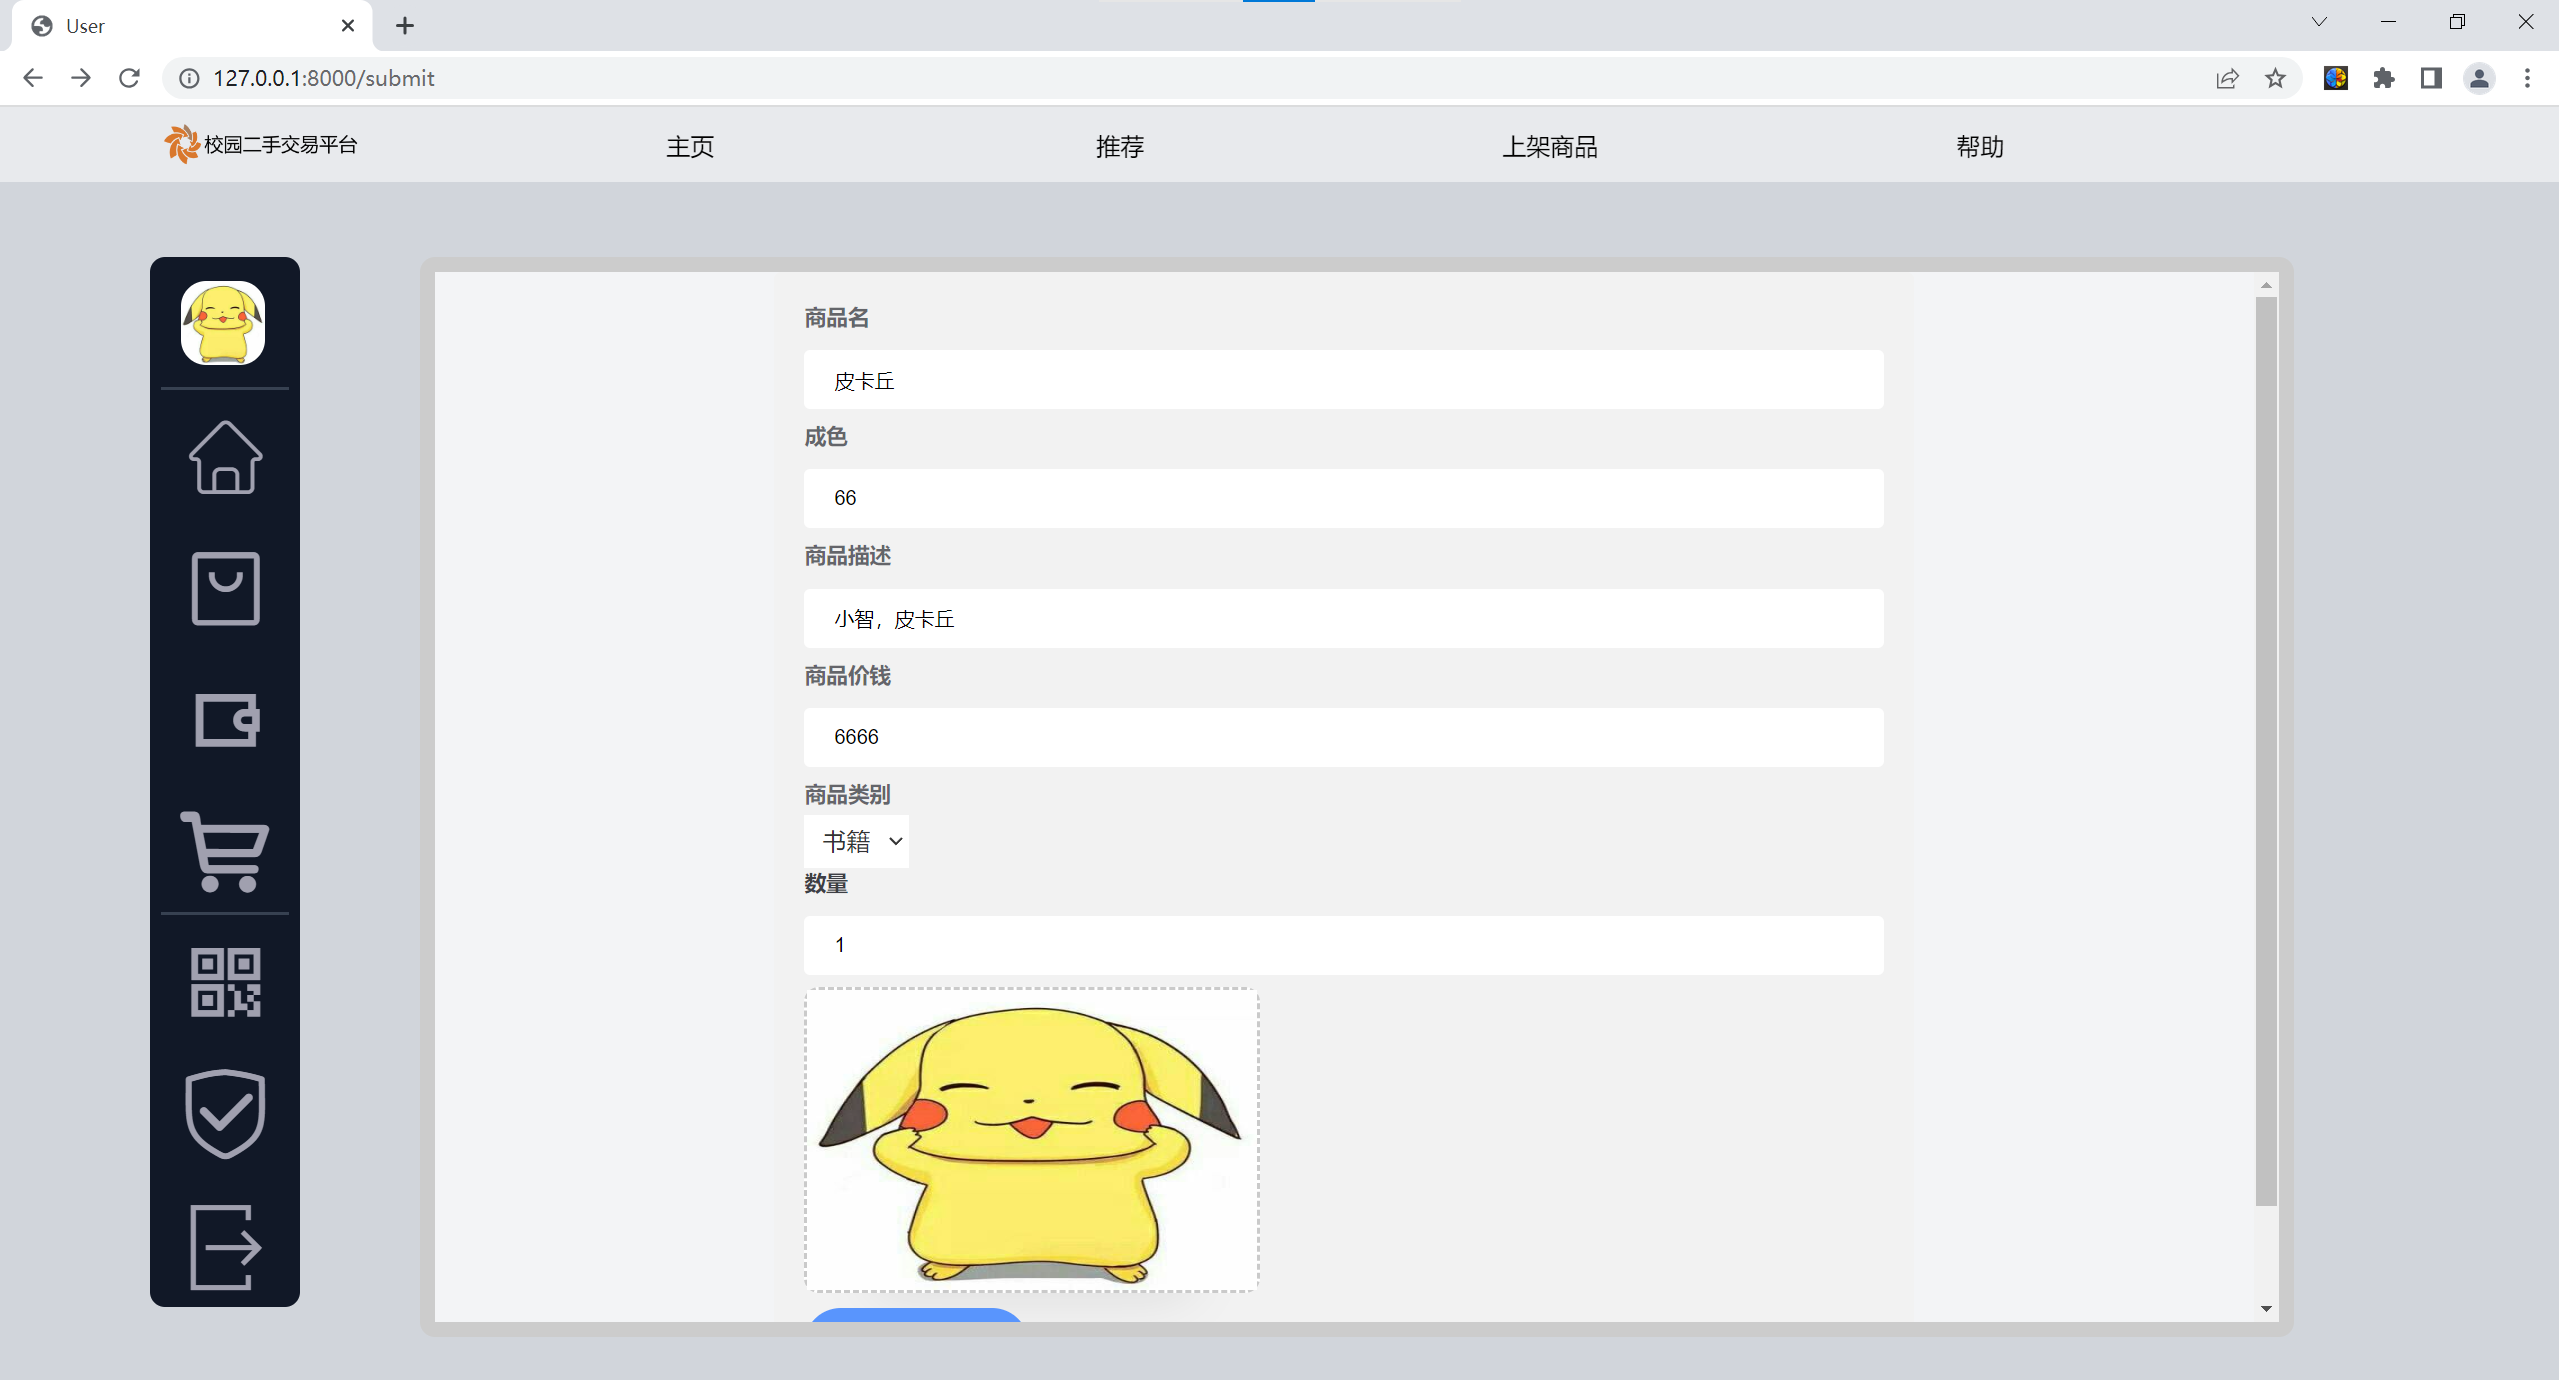 User
127.0.0.1:8000/submit
校园二手交易平台
主页
推荐
上架商品
帮助
商品名
皮卡丘
成色
66
商品描述
小智，皮卡丘
商品价钱
6666
商品类别
书籍
数量
1